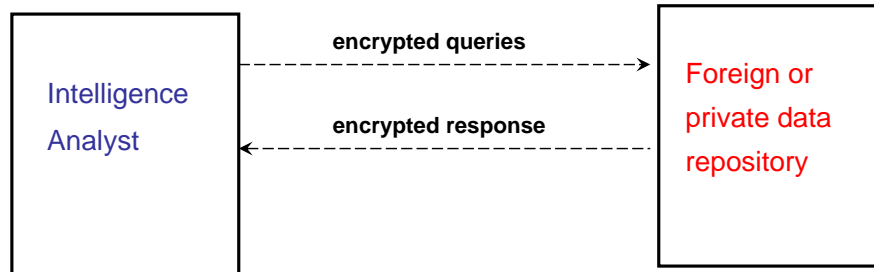 encrypted queries
Intelligence
Analyst
encrypted response
Foreign or
private data
repository